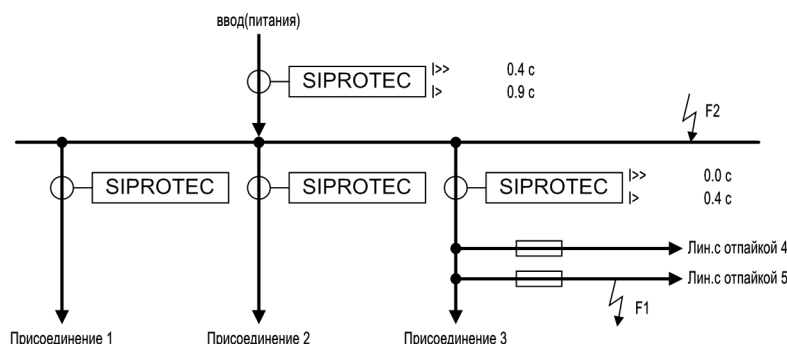 ввод(питания)
SIPROTEC
I>> 0.4 с
I> 0.9 с
F2
SIPROTEC
SIPROTEC
SIPROTEC
I>> 0.0 с
I> 0.4 с
Лин.с отпайкой 4
Лин.с отпайкой 5
F1
Присоединение 1
Присоединение 2
Присоединение 3